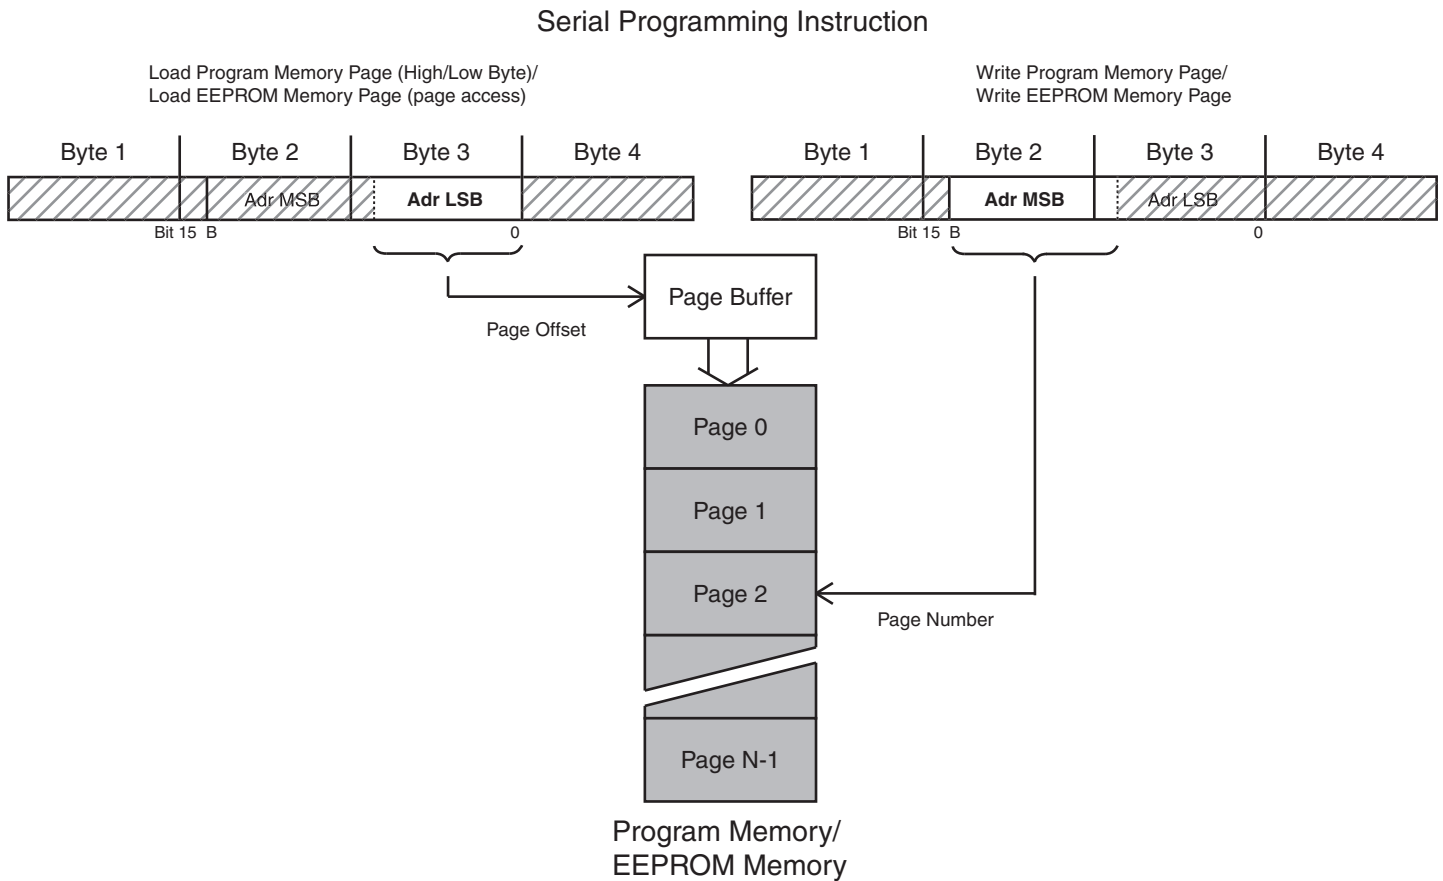 Serial Programming Instruction
Load Program Memory Page (High/Low Byte)/
Load EEPROM Memory Page (page access)
Write Program Memory Page/
Write EEPROM Memory Page
Byte 1 Byte 2 Byte 3 Byte 4
Adr MSB Adr LSB
Bit 15 B 0
Byte 1 Byte 2 Byte 3 Byte 4
Adr MSB Adr LSB
Bit 15 B 0
Page Buffer
Page Offset
Page 0
Page 1
Page 2
Page Number
Page N-1
Program Memory/
EEPROM Memory